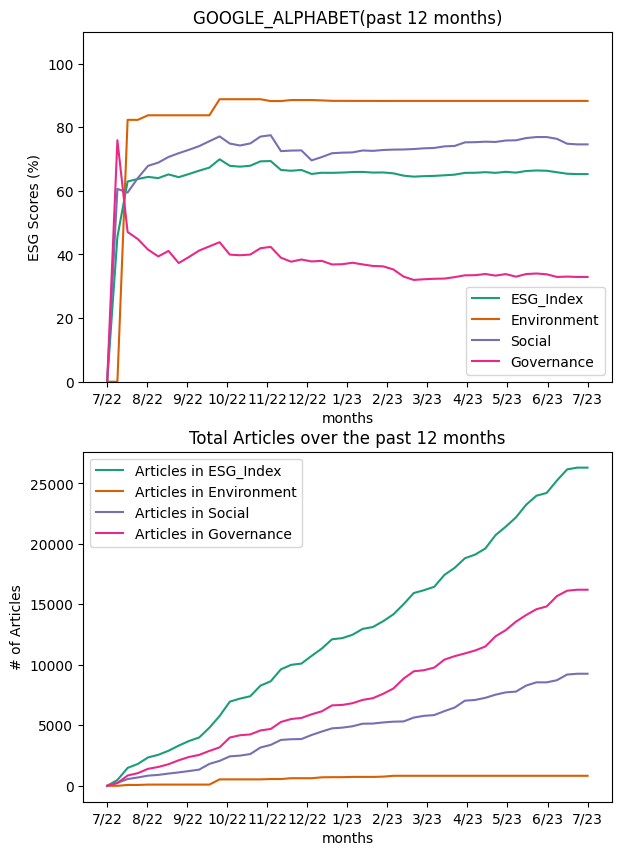 GOOGLE_ALPHABET(past 12 months)
100
80
60
40
20
0
ESG Scores (%)
ESG_Index
Environment
Social
Governance
7/22 8/22 9/22 10/22 11/22 12/22 1/23 2/23 3/23 4/23 5/23 6/23 7/23
months
Total Articles over the past 12 months
25000
20000
15000
10000
5000
0
# of Articles
Articles in ESG_Index
Articles in Environment
Articles in Social
Articles in Governance
7/22 8/22 9/22 10/22 11/22 12/22 1/23 2/23 3/23 4/23 5/23 6/23 7/23
months